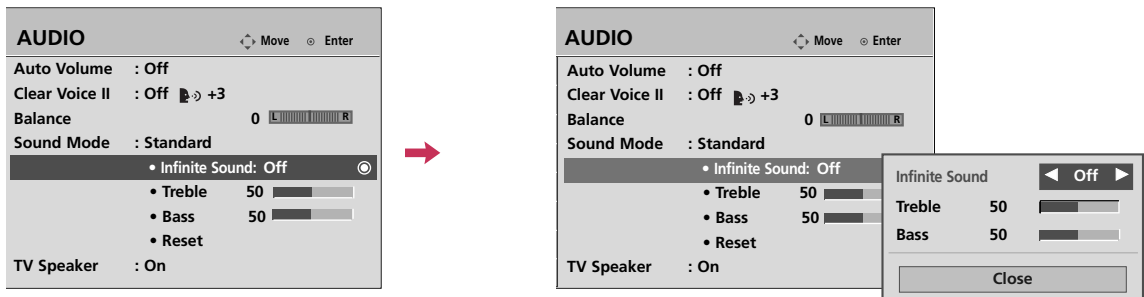 AUDIO Move Enter
Auto Volume : Off
Clear Voice II : Off +3
Balance 0 L R
Sound Mode : Standard
• Infinite Sound: Off
• Treble 50
• Bass 50
• Reset
TV Speaker : On
AUDIO Move Enter
Auto Volume : Off
Clear Voice II : Off +3
Balance 0 L R
Sound Mode : Standard
• Infinite Sound: Off
• Treble 50
• Bass 50
• Reset
TV Speaker : On
Infinite Sound ◀ Off ▶
Treble 50
Bass 50
Close